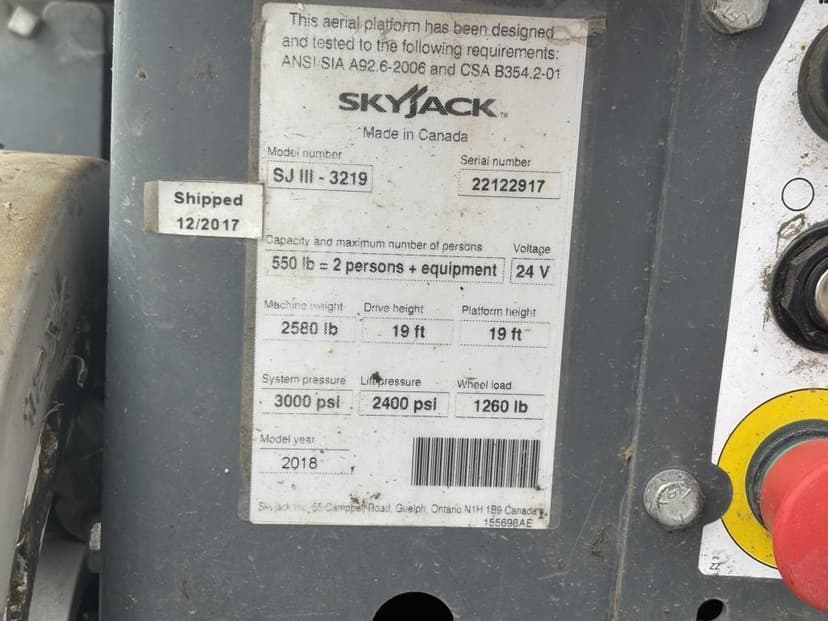 This aerial platform has been designed
and tested to the following requirements:
ANSI/SIA A92.6-2006 and CSA B354.2-01
SKYJACK
Made in Canada
Model number
SJ III - 3219
Serial number
22122917
Shipped
12/2017
Capacity and maximum number of persons
550 lb = 2 persons + equipment
Voltage
24 V
Machine weight
2580 lb
Drive height
19 ft
Platform height
19 ft
System pressure
3000 psi
Lift pressure
2400 psi
Wheel load
1260 lb
Model year
2018
Skyjack Inc. 55 Campbell Road, Guelph, Ontario N1H 1B9 Canada
155698AE
ZZ